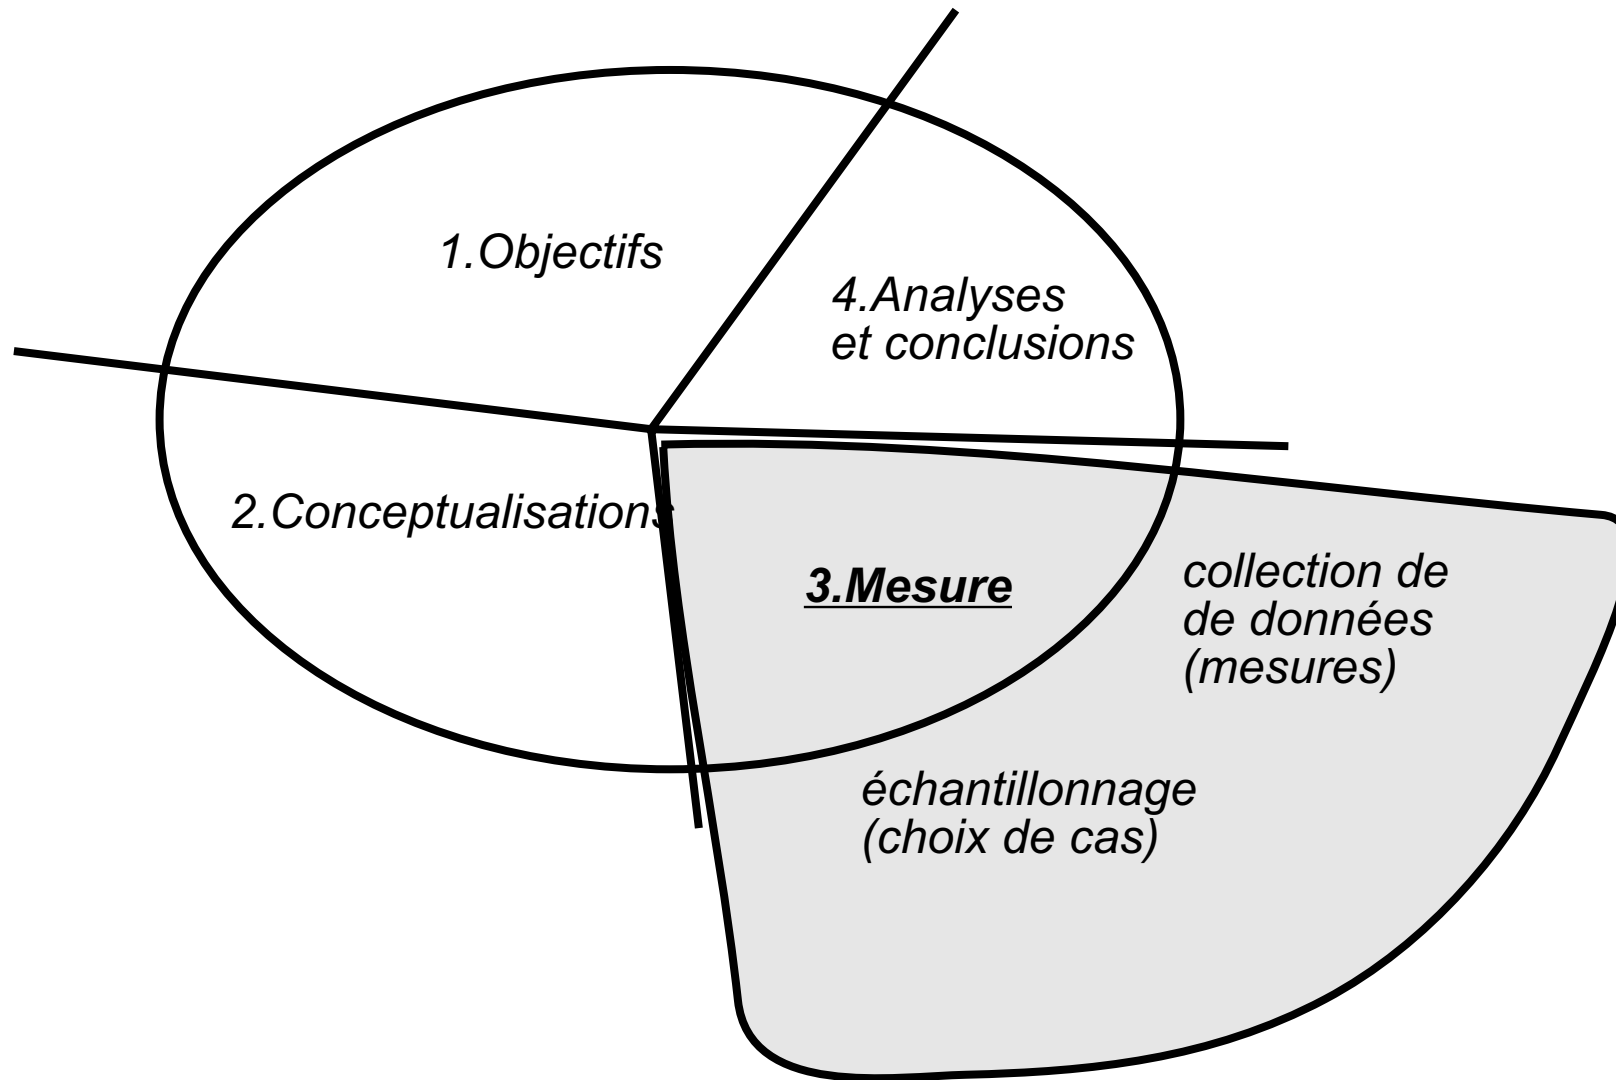 1.Objectifs
4.Analyses
et conclusions
2.Conceptualisations
3.Mesure
collection de
de données
(mesures)
échantillonnage
(choix de cas)